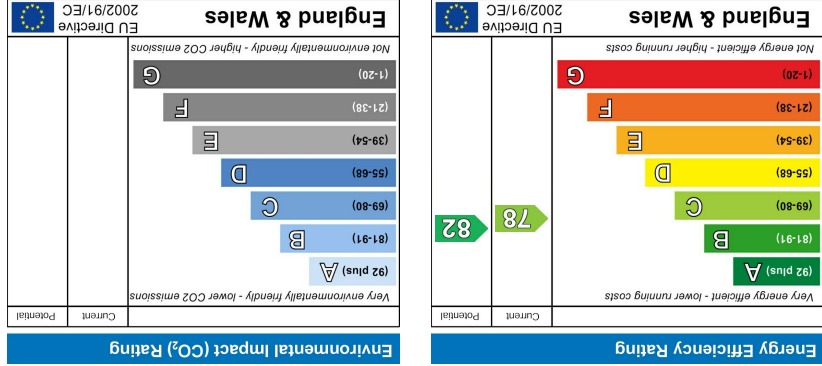 Energy Efficiency Rating
Current Potential
Very energy efficient - lower running costs
(92 plus) A
(81-91) B
(69-80) C
(55-68) D
(39-54) E
(21-38) F
(1-20) G
78
82
Not energy efficient - higher running costs
England & Wales
EU Directive
2002/91/EC
Environmental Impact (CO₂) Rating
Current Potential
Very environmentally friendly - lower CO2 emissions
(92 plus) A
(81-91) B
(69-80) C
(55-68) D
(39-54) E
(21-38) F
(1-20) G
Not environmentally friendly - higher CO2 emissions
England & Wales
EU Directive
2002/91/EC